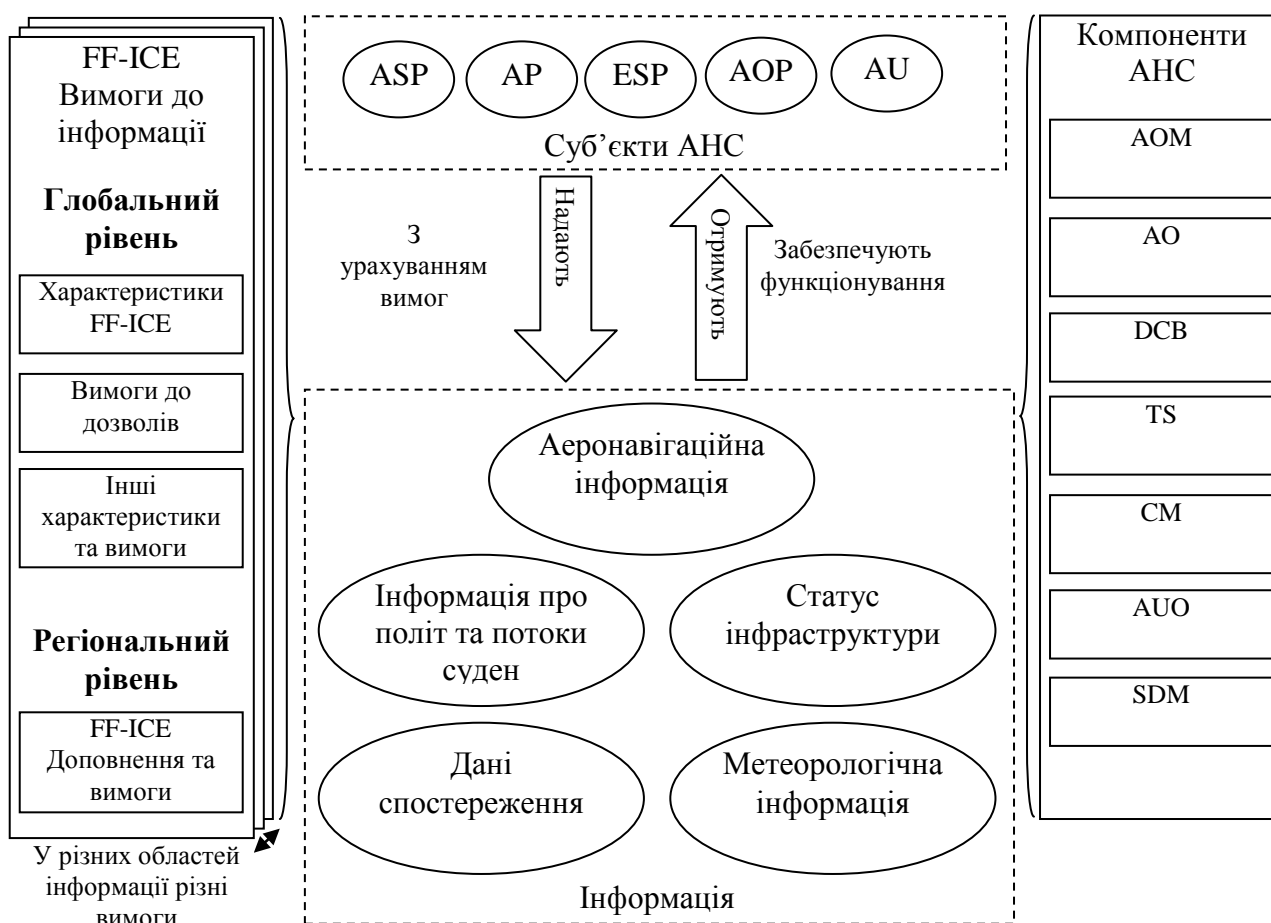 FF-ICE
Вимоги до
інформації
Глобальний
рівень
Характеристики
FF-ICE
Вимоги до
дозволів
Інші
характеристики
та вимоги
Регіональний
рівень
FF-ICE
Доповнення та
вимоги
У різних областей
інформації різні
вимоги
ASP
AP
ESP
AOP
AU
Суб’єкти АНС
З
урахуванням
вимог
Надають
Отримують
Забезпечують
функціонування
Аеронавігаційна
інформація
Інформація про
політ та потоки
суден
Статус
інфраструктури
Дані
спостереження
Метеорологічна
інформація
Інформація
Компоненти
АНС
AOM
AO
DCB
TS
CM
AUO
SDM